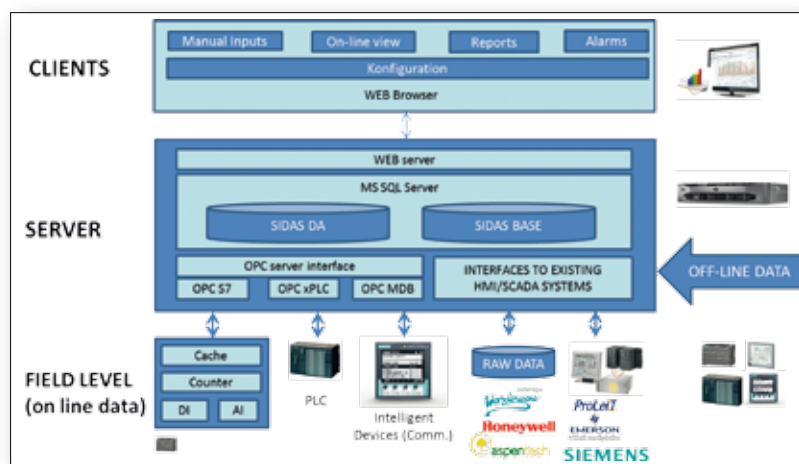 CLIENTS
Manual Inputs
On-line view
Reports
Alarms
Konfiguration
WEB Browser
SERVER
WEB server
MS SQL Server
SIDAS DA
SIDAS BASE
OPC server interface
OPC S7
OPC xPLC
OPC MDB
INTERFACES TO EXISTING
HMI/SCADA SYSTEMS
OFF-LINE DATA
FIELD LEVEL
(on line data)
Cache
Counter
DI
AI
PLC
Intelligent
Devices (Comm.)
RAW DATA
Wonderware
Honeywell
aspentech
ProLeiT
EMERSON
SIEMENS